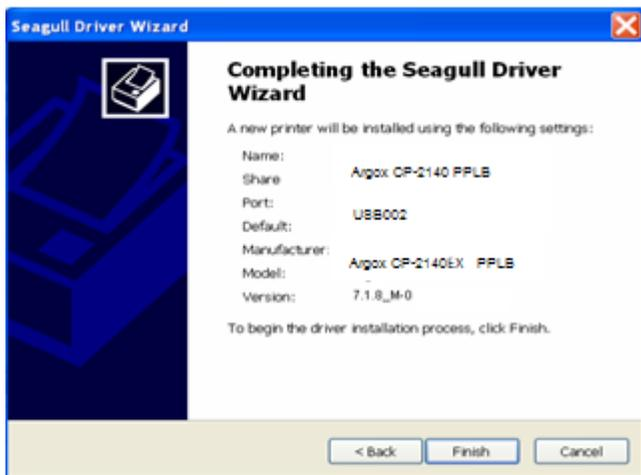 Seagull Driver Wizard
Completing the Seagull Driver
Wizard
A new printer will be installed using the following settings:
Name:
Argox CP-2140 PPLB
Share
Port:
USB002
Default:
Manufacturer:
Argox CP-2140EX PPLB
Model:
Version: 7.1.8_M-0
To begin the driver installation process, click Finish.
< Back Finish Cancel